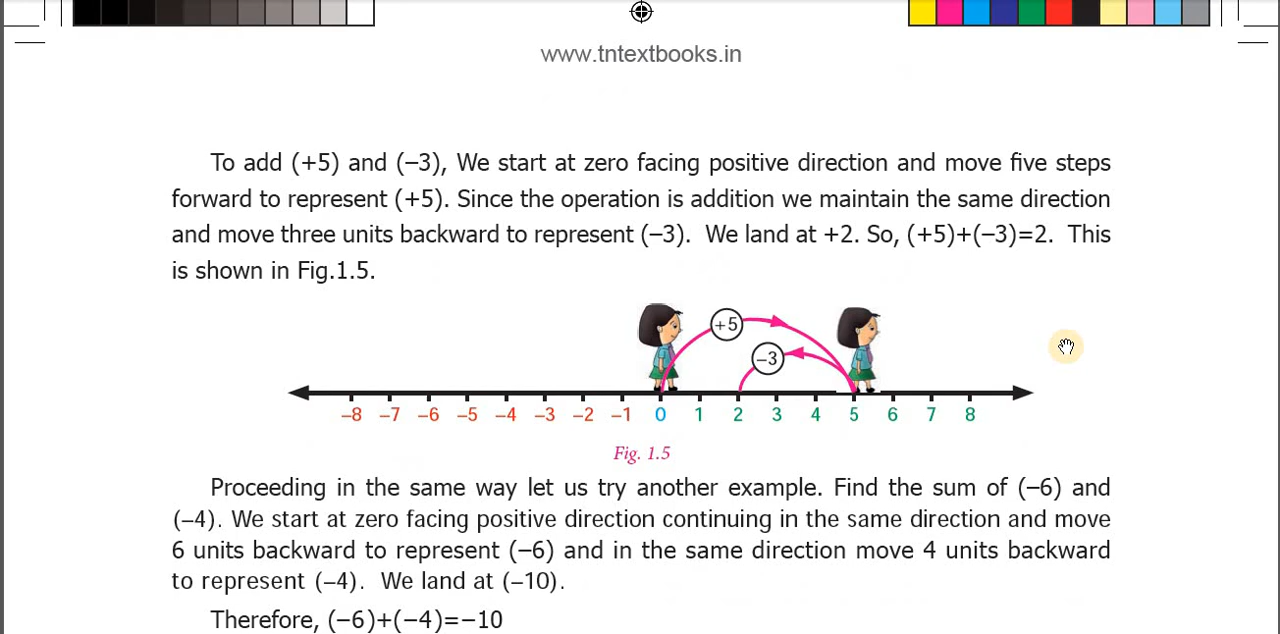 www.tntextbooks.in
To add (+5) and (–3), We start at zero facing positive direction and move five steps
forward to represent (+5). Since the operation is addition we maintain the same direction
and move three units backward to represent (–3). We land at +2. So, (+5)+(–3)=2. This
is shown in Fig.1.5.
+5
–3
–8 –7 –6 –5 –4 –3 –2 –1 0 1 2 3 4 5 6 7 8
Fig. 1.5
Proceeding in the same way let us try another example. Find the sum of (–6) and
(–4). We start at zero facing positive direction continuing in the same direction and move
6 units backward to represent (–6) and in the same direction move 4 units backward
to represent (–4). We land at (–10).
Therefore, (–6)+(–4)=–10